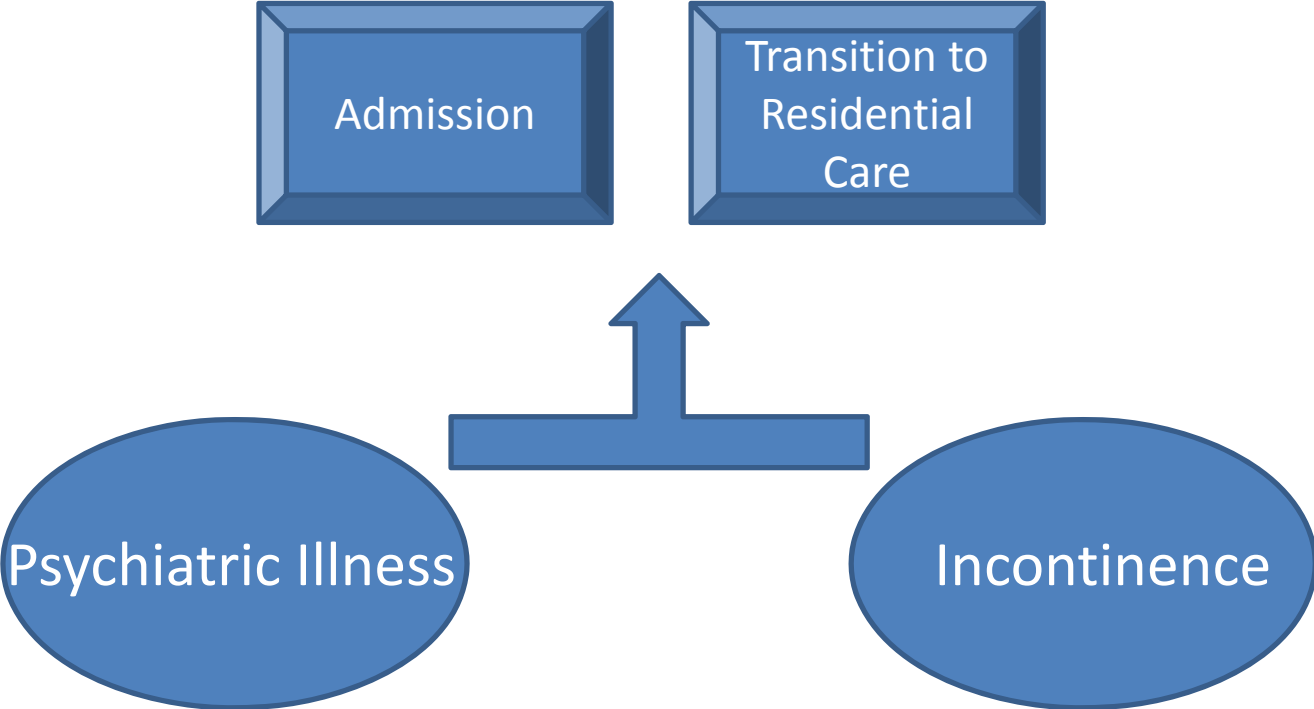 Admission
Transition to
Residential
Care
Psychiatric Illness
Incontinence